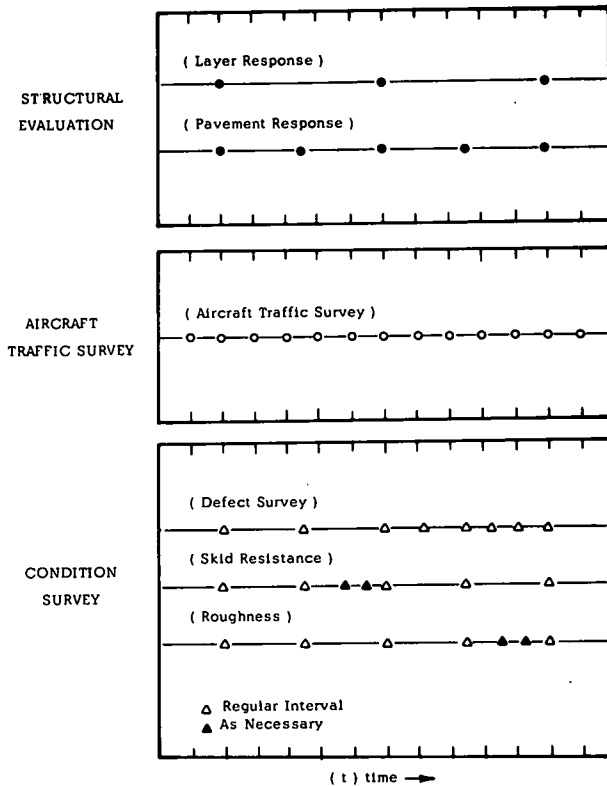 STRUCTURAL
EVALUATION
( Layer Response )
( Pavement Response )
AIRCRAFT
TRAFFIC SURVEY
( Aircraft Traffic Survey )
CONDITION
SURVEY
( Defect Survey )
( Skid Resistance )
( Roughness )
△ Regular Interval
▲ As Necessary
( t ) time →